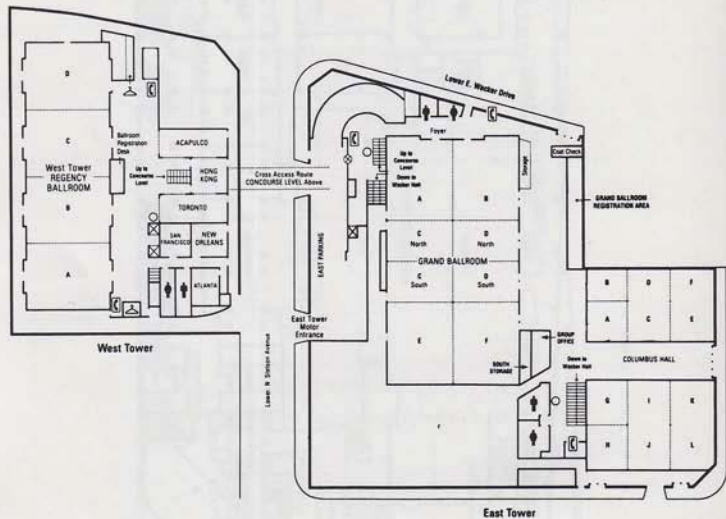 Lower E. Wacker Drive
D
C
B
A
Ballroom
Registration
Desk
West Tower
REGENCY
BALLROOM
Up to
Concourse
Level
ACAPULCO
HONG
KONG
TORONTO
SAN
FRANCISCO
NEW
ORLEANS
ATLANTA
West Tower
Cross Access Route
CONCOURSE LEVEL Above
EAST PARKING
East Tower
Motor
Entrance
Lower N Stetson Avenue
Foyer
Up to
Concourse
Level
Down to
Wacker Hall
Storage
Coat Check
GRAND BALLROOM
REGISTRATION AREA
A
B
C
North
D
North
GRAND BALLROOM
C
South
D
South
E
F
GROUP
OFFICE
SOUTH
STORAGE
Down to
Wacker Hall
B
D
F
A
C
E
COLUMBUS HALL
G
I
K
H
J
L
East Tower